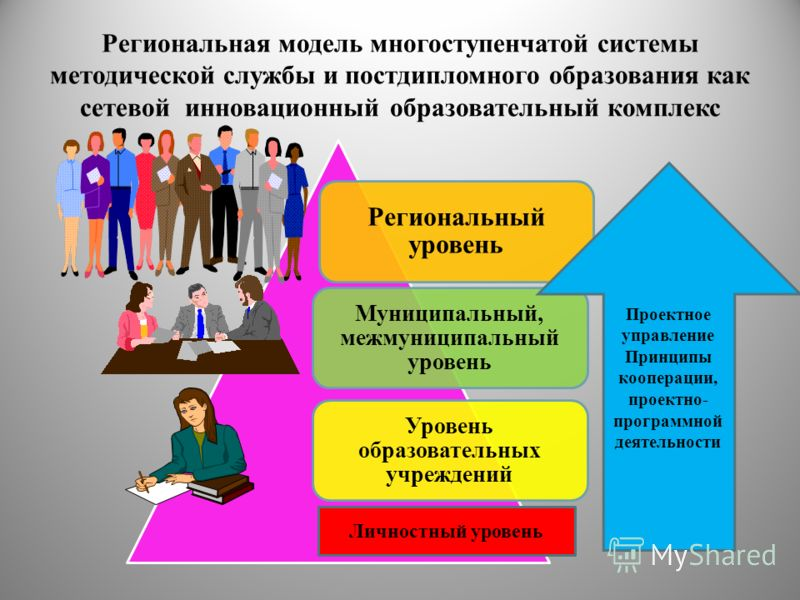 Региональная модель многоступенчатой системы
методической службы и постдипломного образования как
сетевой инновационный образовательный комплекс
Региональный
уровень
Муниципальный,
межмуниципальный
уровень
Уровень
образовательных
учреждений
Личностный уровень
Проектное
управление
Принципы
кооперации,
проектно-
программной
деятельности
MyShared